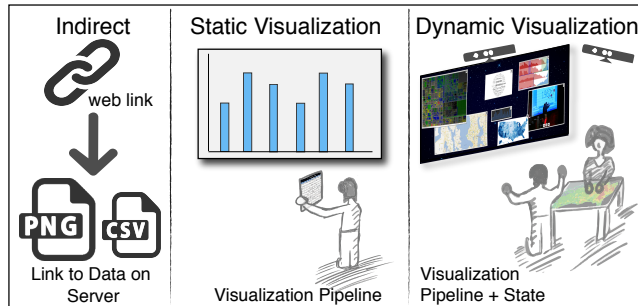 Indirect
web link
PNG
CSV
Link to Data on
Server
Static Visualization
Visualization Pipeline
Dynamic Visualization
Visualization
Pipeline + State